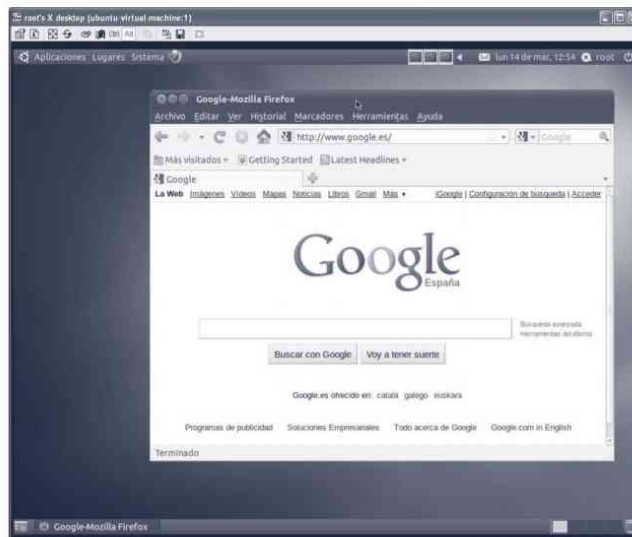 root's X desktop (ubuntu-virtual-machine:1)
Ctrl Alt
Aplicaciones Lugares Sistema
lun 14 de mar, 12:54 root
Google-Mozilla Firefox
Archivo Editar Ver Historial Marcadores Herramientas Ayuda
http://www.google.es/ Google
Más visitados Getting Started Latest Headlines
Google
La Web Imágenes Vídeos Mapas Noticias Libros Gmail Más iGoogle | Configuración de búsqueda | Acceder
Google
España
Búsqueda avanzada
Herramientas del idioma
Buscar con Google Voy a tener suerte
Google.es ofrecido en: català galego euskara
Programas de publicidad Soluciones Empresariales Todo acerca de Google Google.com in English
Terminado
Google-Mozilla Firefox